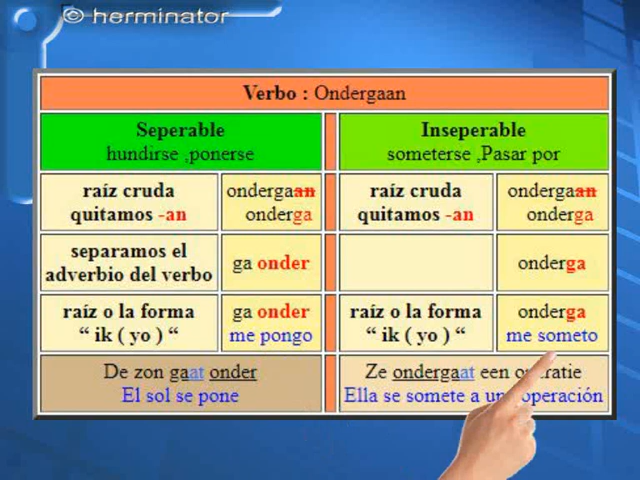 © herminator
Verbo : Ondergaan
Seperable
hundirse ,ponerse
Inseperable
someterse ,Pasar por
raíz cruda
quitamos -an
ondergaan
onderga
raíz cruda
quitamos -an
ondergaan
onderga
separamos el
adverbio del verbo
ga onder
onderga
raíz o la forma
“ ik ( yo ) “
ga onder
me pongo
raíz o la forma
“ ik ( yo ) “
onderga
me someto
De zon gaat onder
El sol se pone
Ze ondergaat een operatie
Ella se somete a una operación